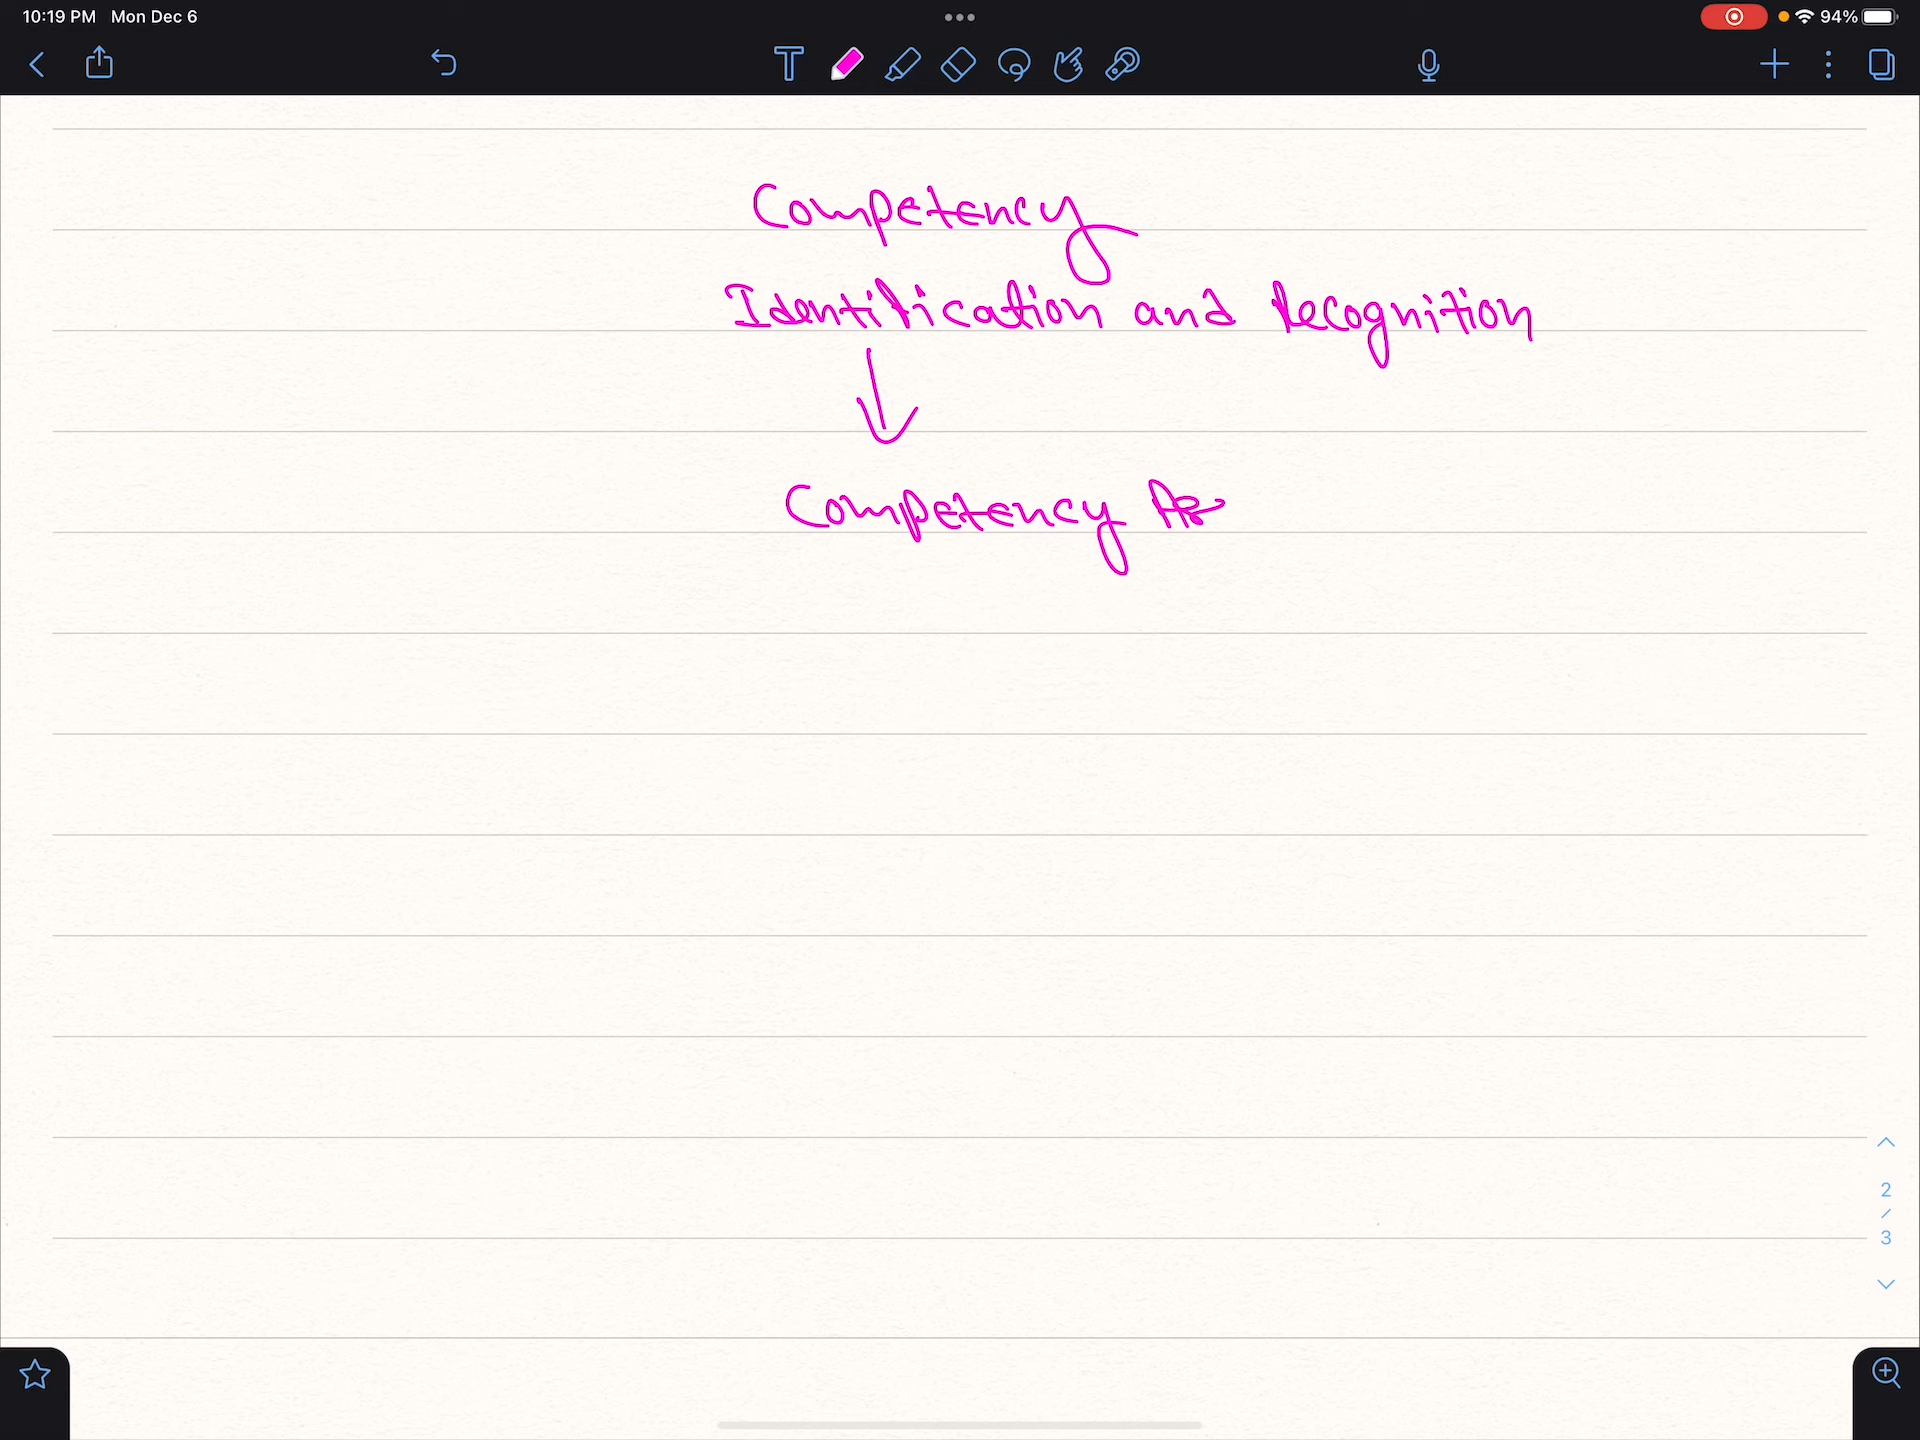 10:19 PM Mon Dec 6
94%
Competency
Identification and Recognition
Competency
2
/
3